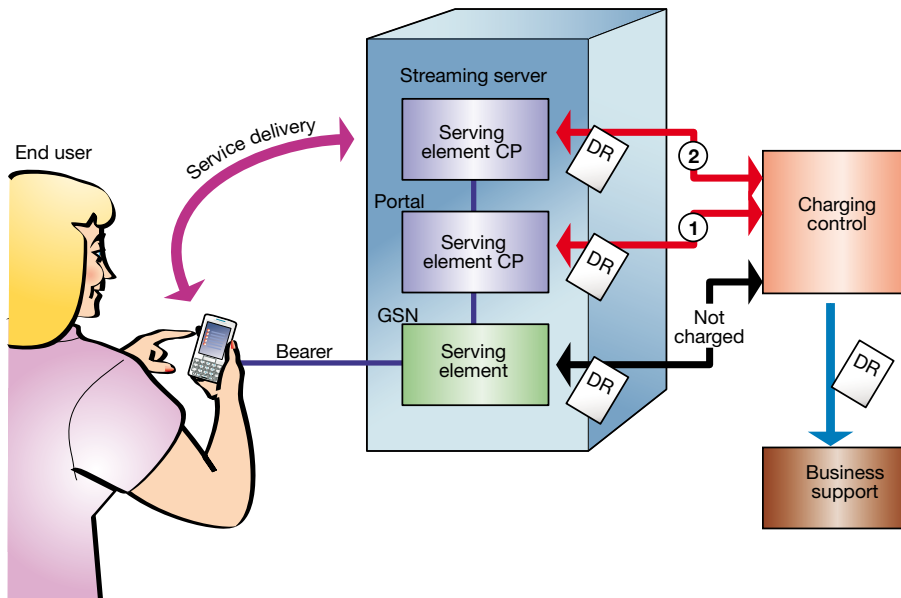 Streaming server
Service delivery
End user
Serving
element CP
DR
2
Portal
Charging
control
Serving
element CP
DR
1
GSN
Not
charged
Bearer
Serving
element
DR
DR
Business
support